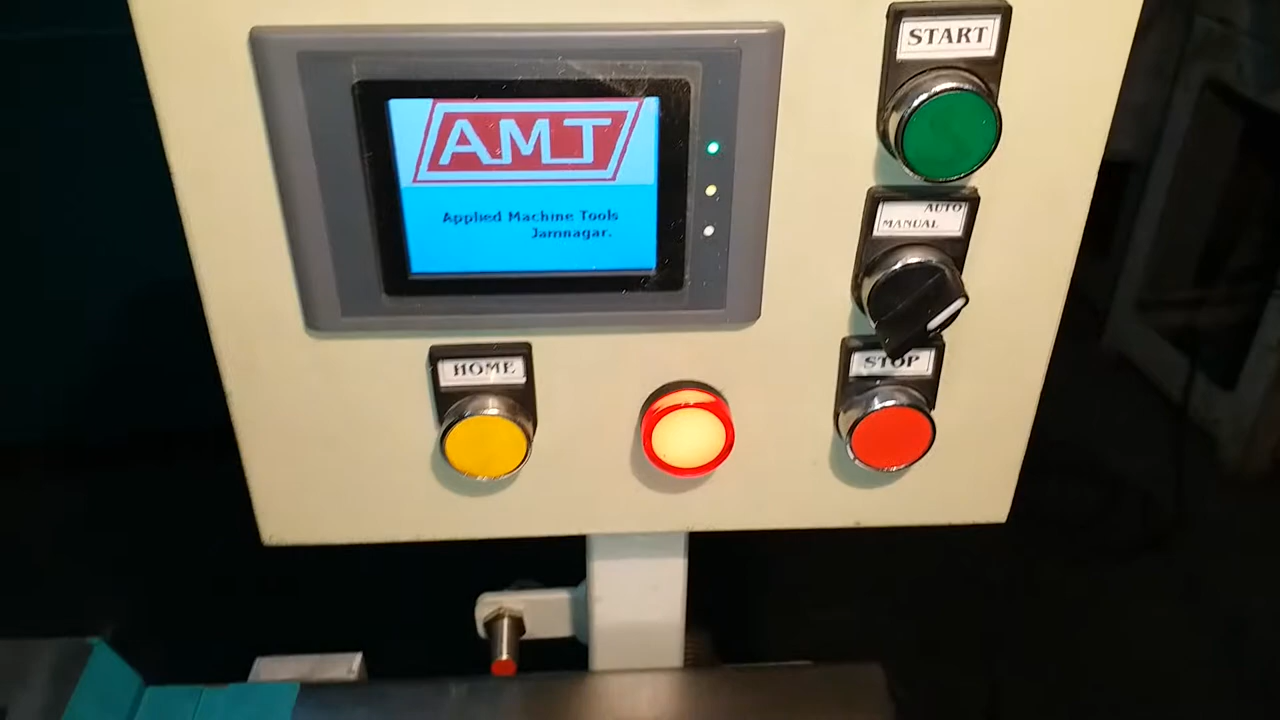 START
AMT
Applied Machine Tools
Jamnagar.
AUTO
MANUAL
HOME
STOP